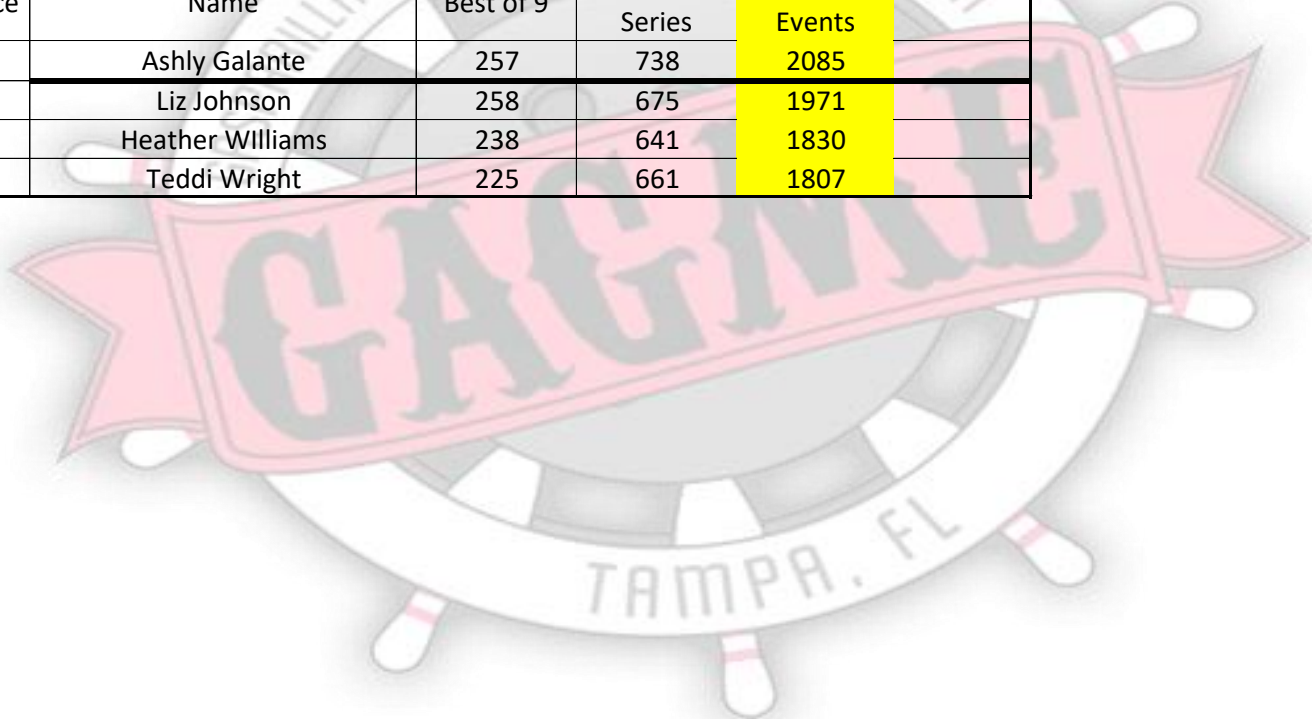 Name Best of 9
Series Events
Ashly Galante 257 738 2085
Liz Johnson 258 675 1971
Heather WIlliams 238 641 1830
Teddi Wright 225 661 1807
GAGME
TAMPA, FL